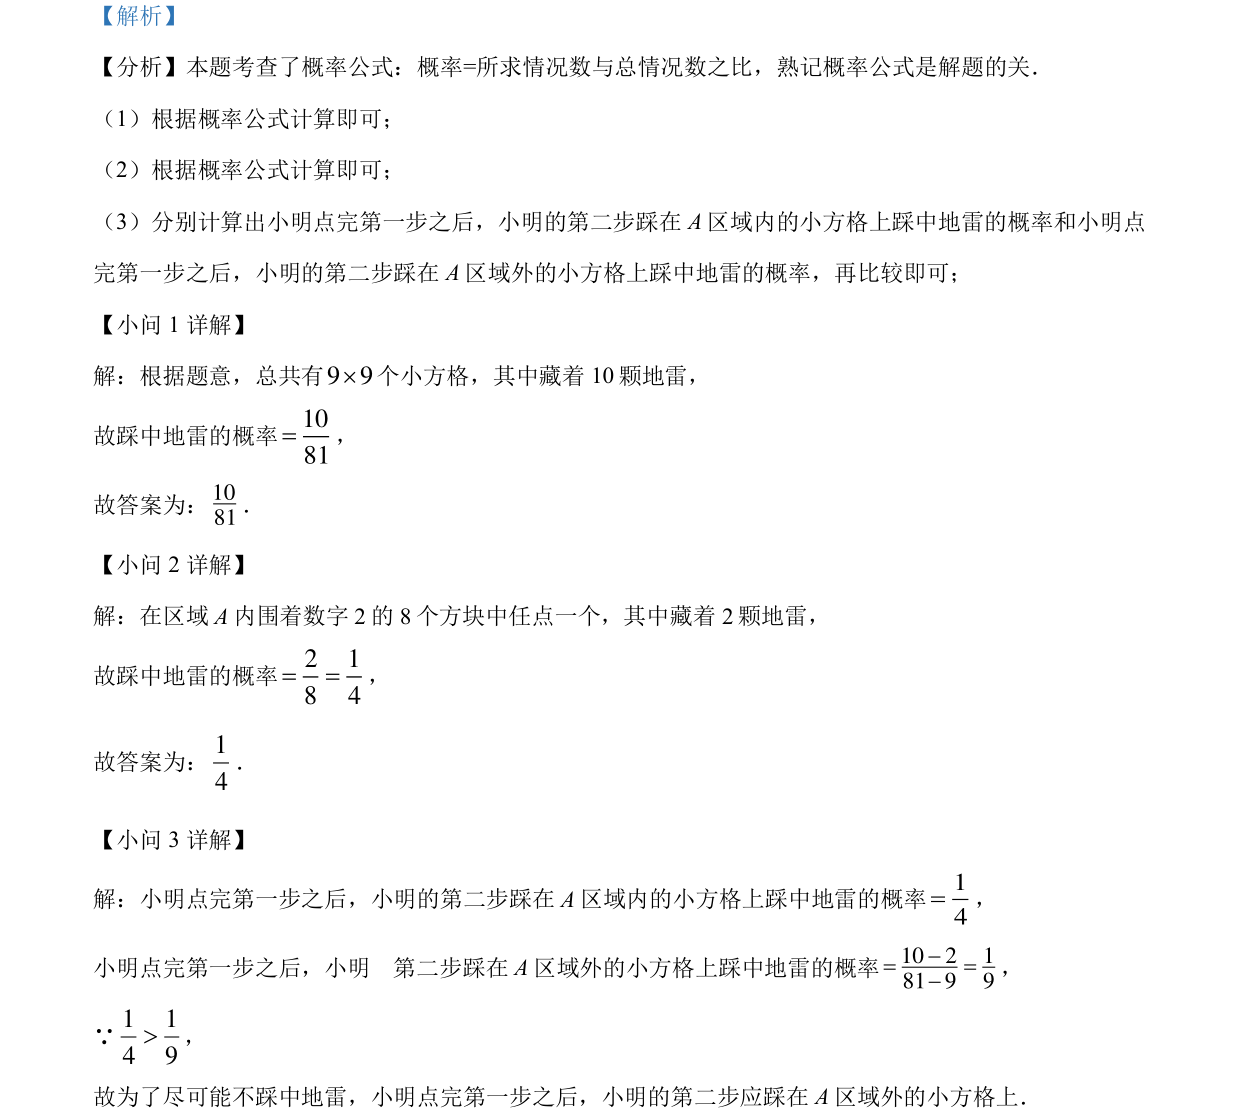 【解析】
【分析】本题考查了概率公式：概率=所求情况数与总情况数之比，熟记概率公式是解题的关．
（1）根据概率公式计算即可；
（2）根据概率公式计算即可；
（3）分别计算出小明点完第一步之后，小明的第二步踩在 A 区域内的小方格上踩中地雷的概率和小明点
完第一步之后，小明的第二步踩在 A 区域外的小方格上踩中地雷的概率，再比较即可；
【小问 1 详解】
解：根据题意，总共有 9×9 个小方格，其中藏着 10 颗地雷，
故踩中地雷的概率 = 10/81，
故答案为：10/81．
【小问 2 详解】
解：在区域 A 内围着数字 2 的 8 个方块中任点一个，其中藏着 2 颗地雷，
故踩中地雷的概率 = 2/8 = 1/4，
故答案为：1/4．
【小问 3 详解】
解：小明点完第一步之后，小明的第二步踩在 A 区域内的小方格上踩中地雷的概率 = 1/4，
小明点完第一步之后，小明　第二步踩在 A 区域外的小方格上踩中地雷的概率 = (10−2)/(81−9) = 1/9，
∵ 1/4 > 1/9，
故为了尽可能不踩中地雷，小明点完第一步之后，小明的第二步应踩在 A 区域外的小方格上．